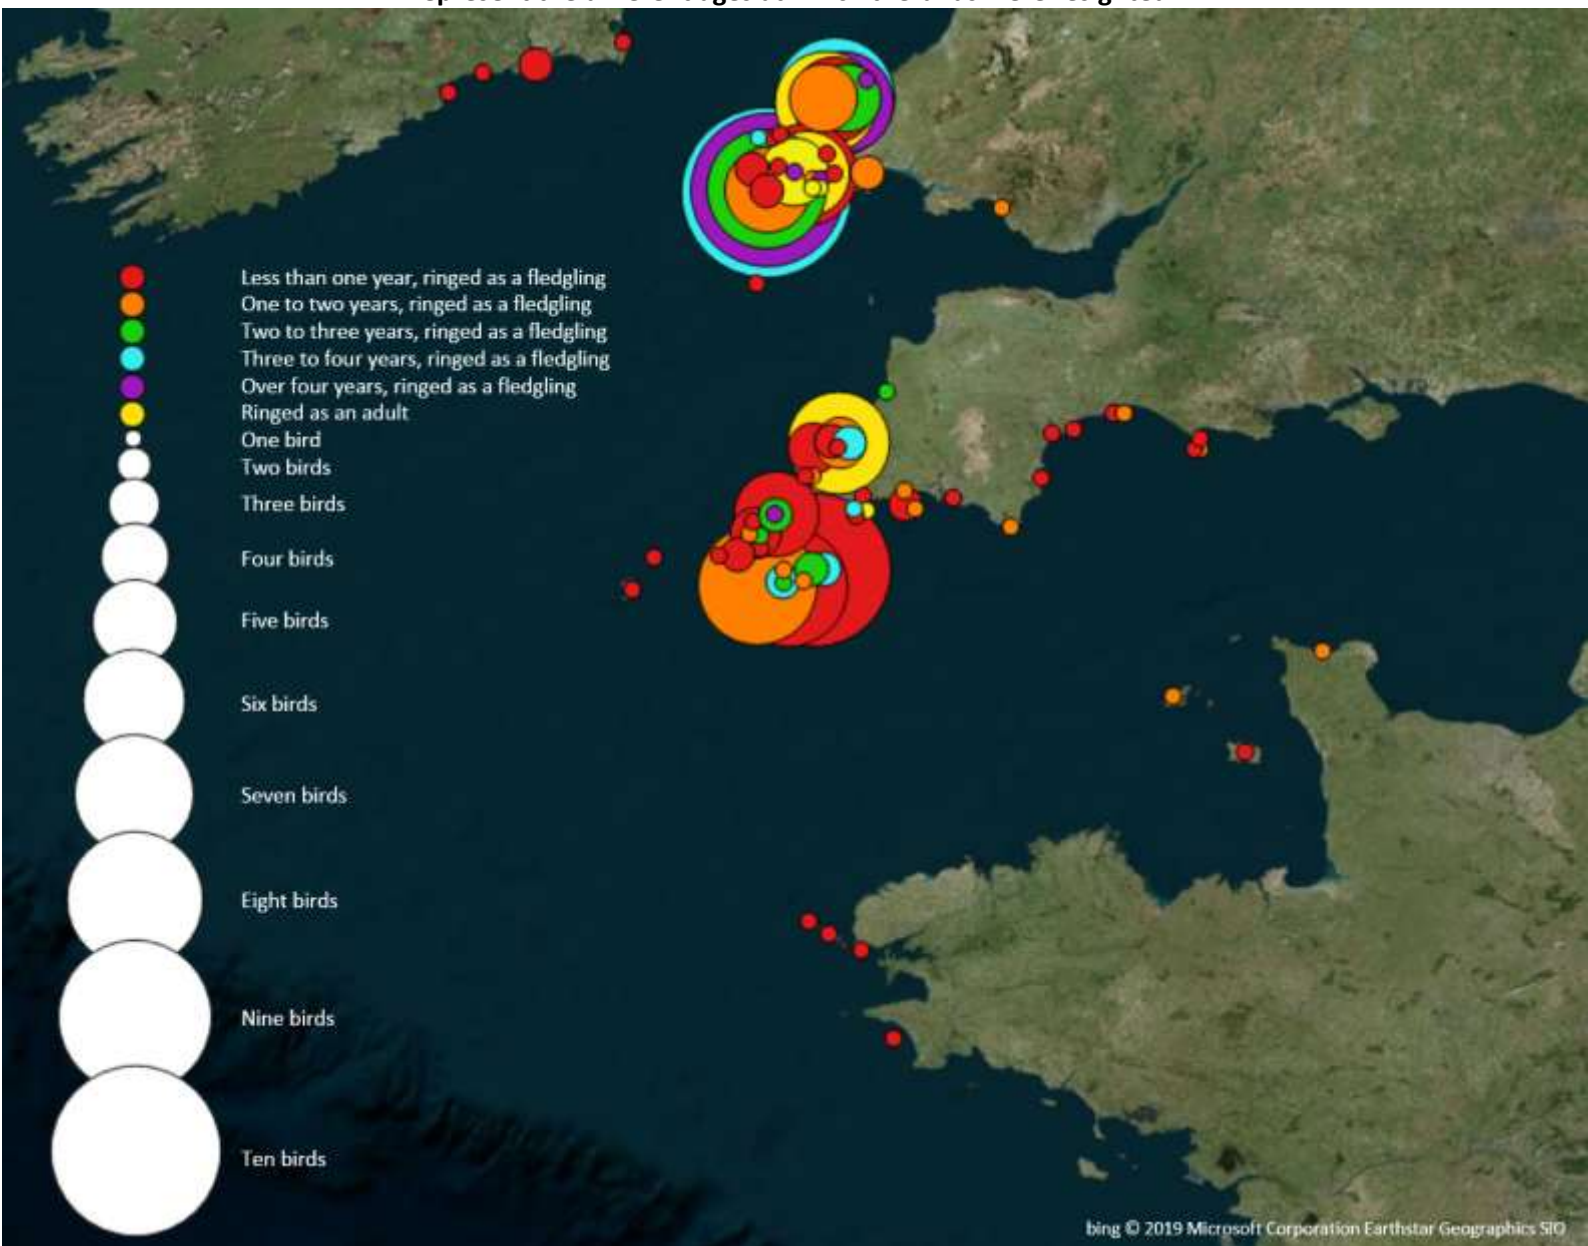 Less than one year, ringed as a fledgling
One to two years, ringed as a fledgling
Two to three years, ringed as a fledgling
Three to four years, ringed as a fledgling
Over four years, ringed as a fledgling
Ringed as an adult
One bird
Two birds
Three birds
Four birds
Five birds
Six birds
Seven birds
Eight birds
Nine birds
Ten birds
bing © 2019 Microsoft Corporation Earthstar Geographics SIO